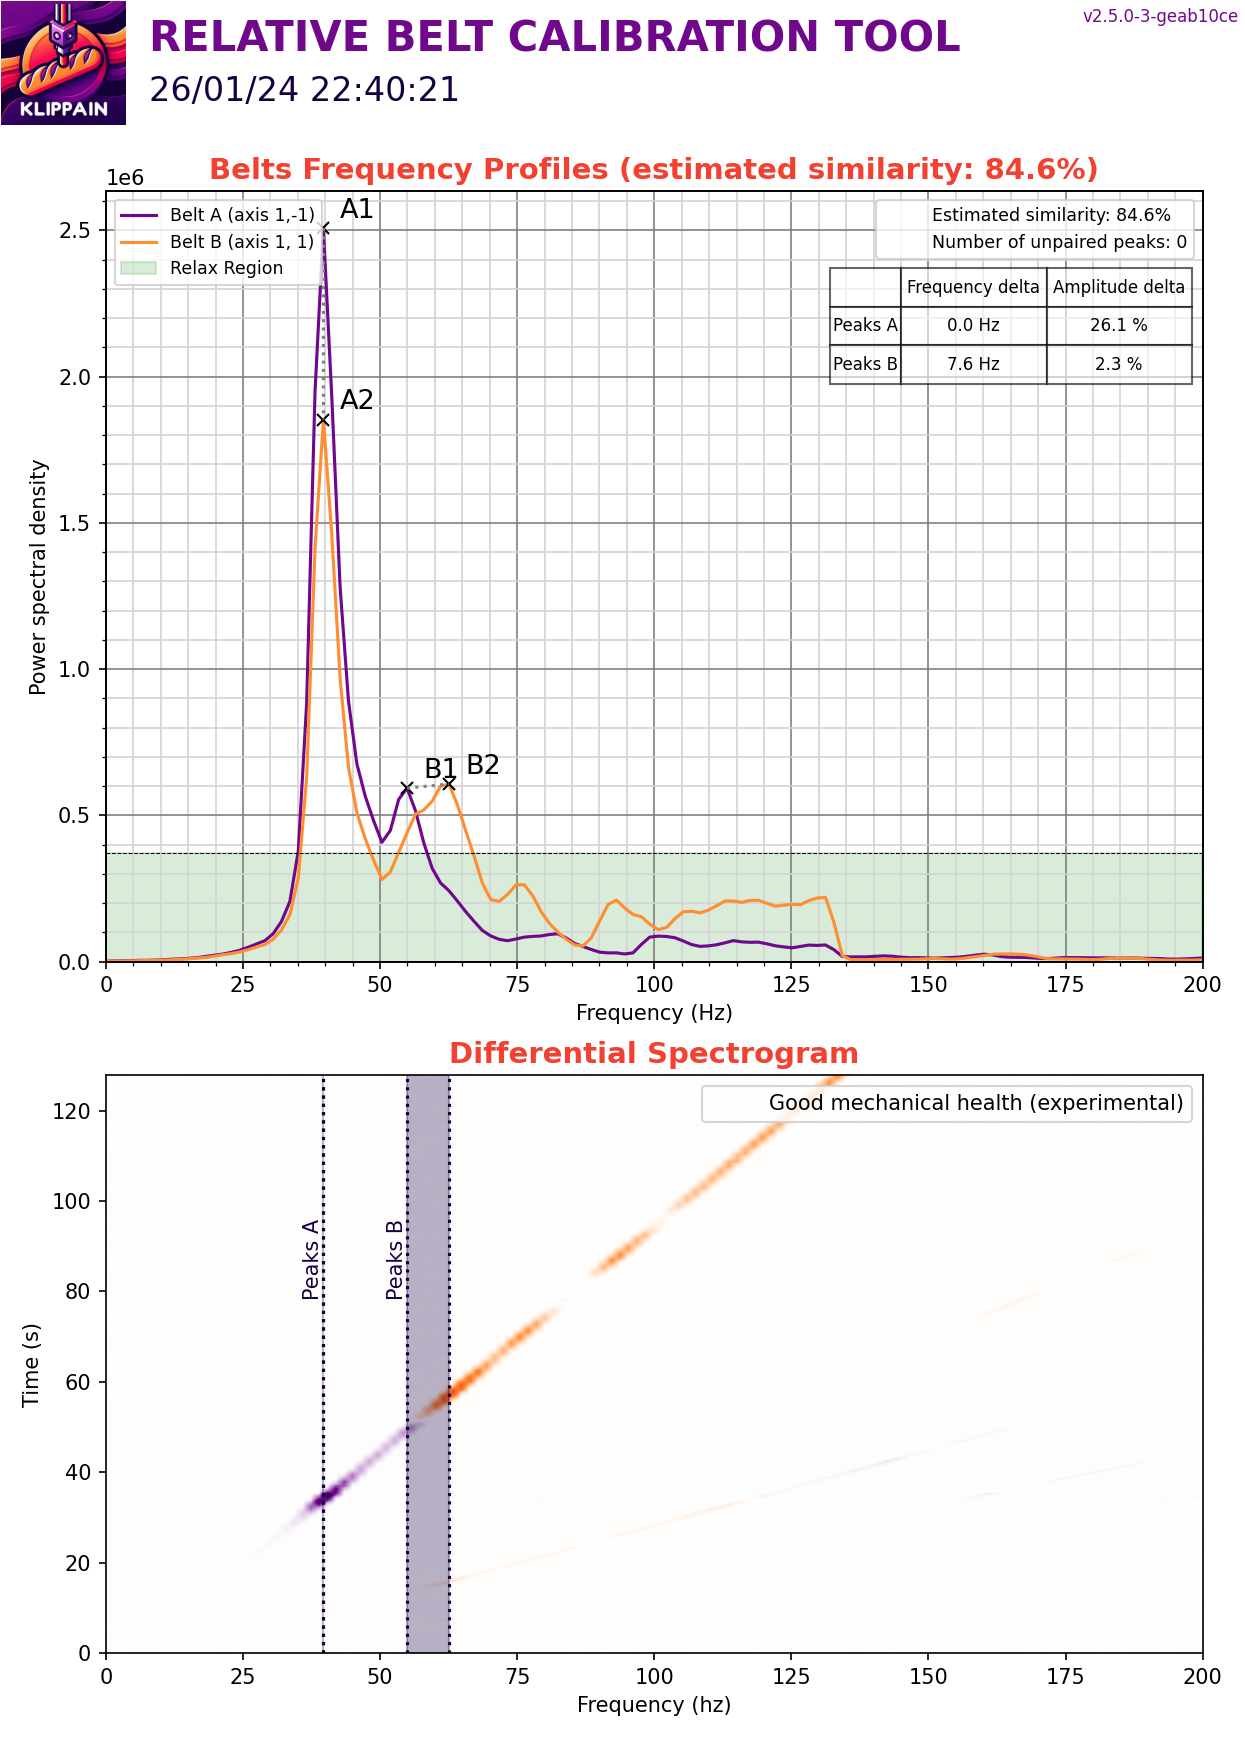 KLIPPAIN
RELATIVE BELT CALIBRATION TOOL
26/01/24 22:40:21
v2.5.0-3-geab10ce
Belts Frequency Profiles (estimated similarity: 84.6%)
1e6
Belt A (axis 1,-1)
Belt B (axis 1, 1)
Relax Region
Estimated similarity: 84.6%
Number of unpaired peaks: 0
Frequency delta Amplitude delta
Peaks A 0.0 Hz 26.1 %
Peaks B 7.6 Hz 2.3 %
A1
A2
B1
B2
Power spectral density
2.5
2.0
1.5
1.0
0.5
0.0
0 25 50 75 100 125 150 175 200
Frequency (Hz)
Differential Spectrogram
Good mechanical health (experimental)
Peaks A
Peaks B
Time (s)
120
100
80
60
40
20
0
0 25 50 75 100 125 150 175 200
Frequency (hz)